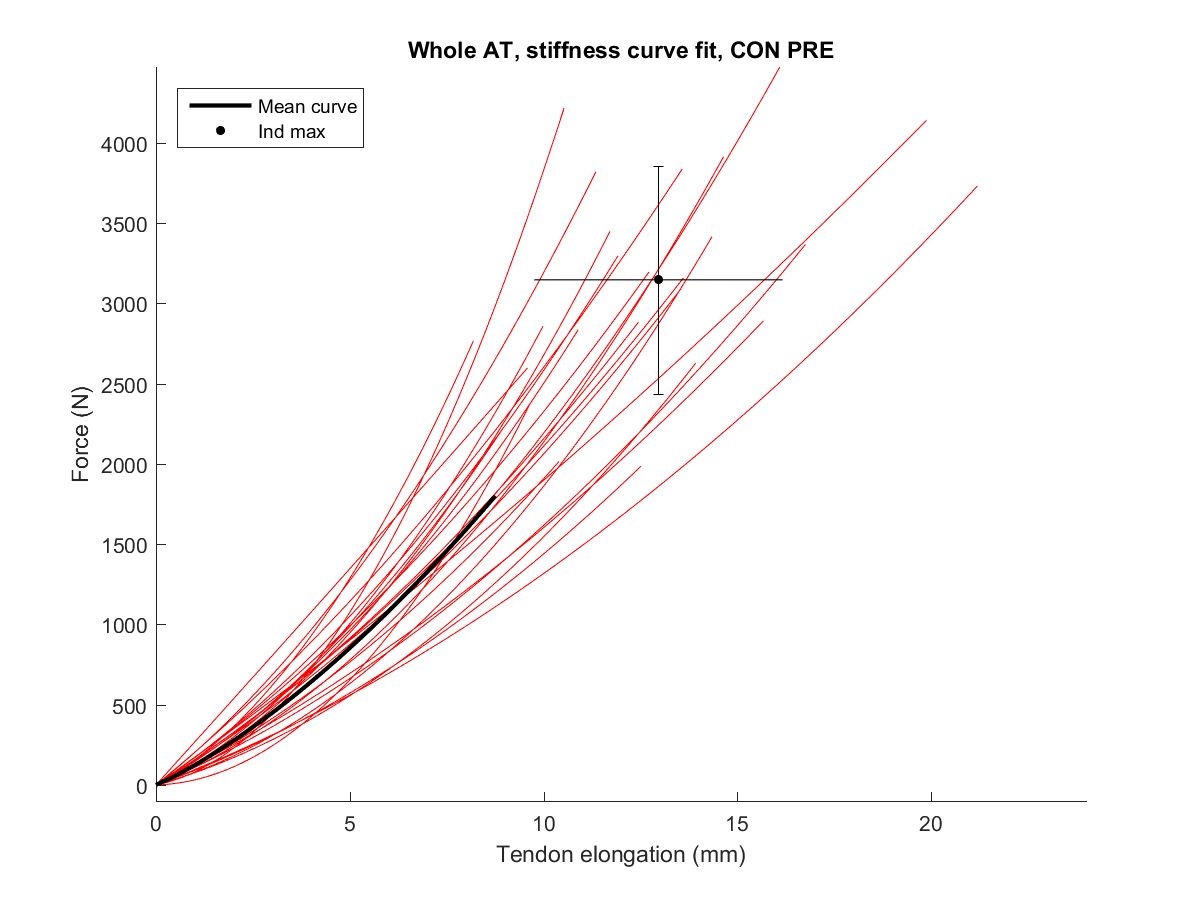 Whole AT, stiffness curve fit, CON PRE
Mean curve
Ind max
Force (N)
4000
3500
3000
2500
2000
1500
1000
500
0
0 5 10 15 20
Tendon elongation (mm)